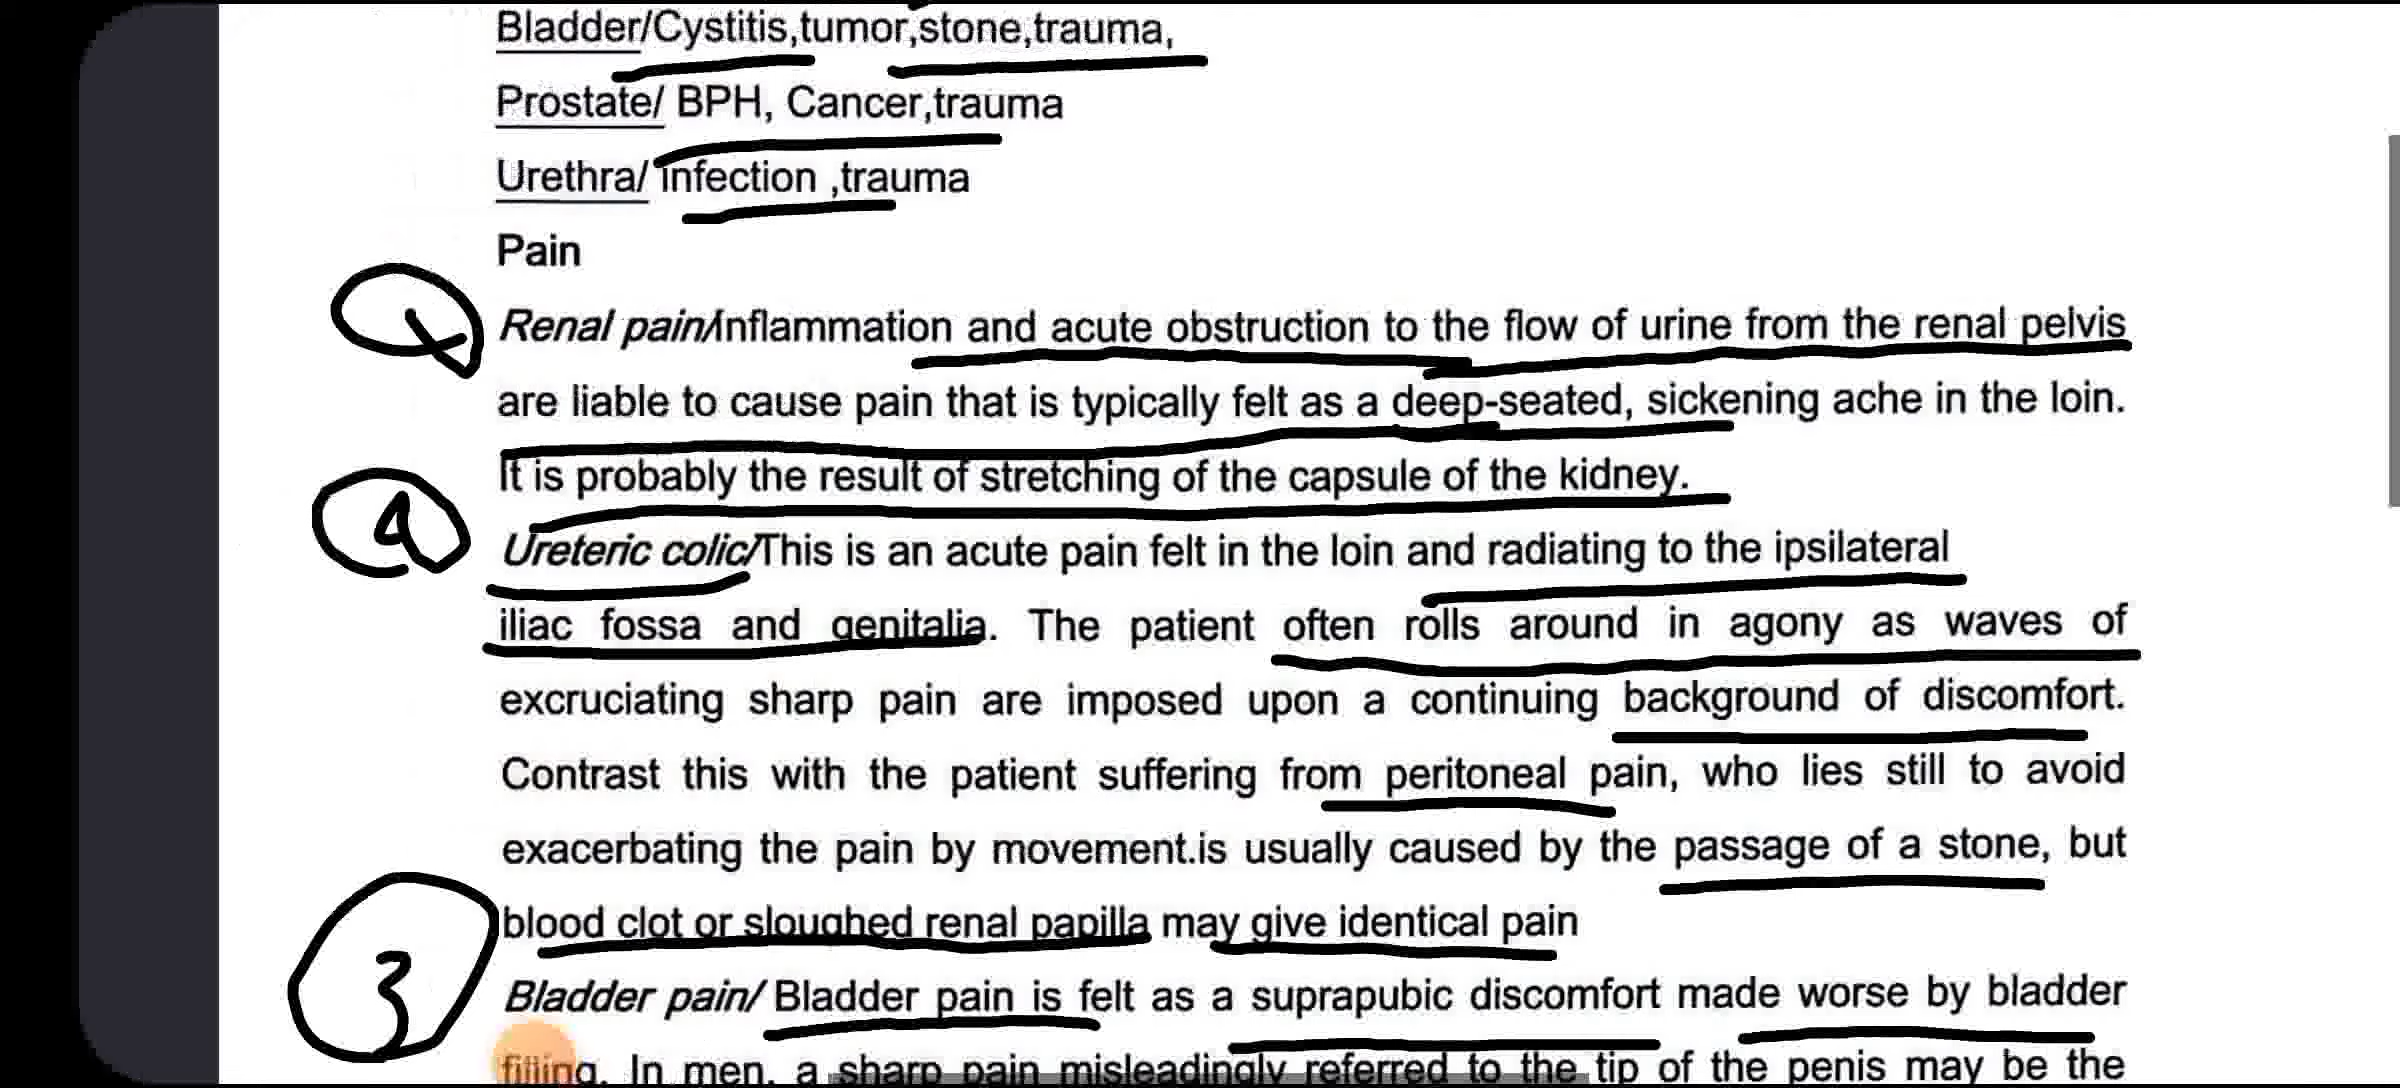 Bladder/Cystitis,tumor,stone,trauma,
Prostate/ BPH, Cancer,trauma
Urethra/ infection ,trauma
Pain
Renal pain/Inflammation and acute obstruction to the flow of urine from the renal pelvis
are liable to cause pain that is typically felt as a deep-seated, sickening ache in the loin.
It is probably the result of stretching of the capsule of the kidney.
Ureteric colic/This is an acute pain felt in the loin and radiating to the ipsilateral
iliac fossa and genitalia. The patient often rolls around in agony as waves of
excruciating sharp pain are imposed upon a continuing background of discomfort.
Contrast this with the patient suffering from peritoneal pain, who lies still to avoid
exacerbating the pain by movement.is usually caused by the passage of a stone, but
blood clot or sloughed renal papilla may give identical pain
3
Bladder pain/ Bladder pain is felt as a suprapubic discomfort made worse by bladder
filling. In men, a sharp pain misleadingly referred to the tip of the penis may be the